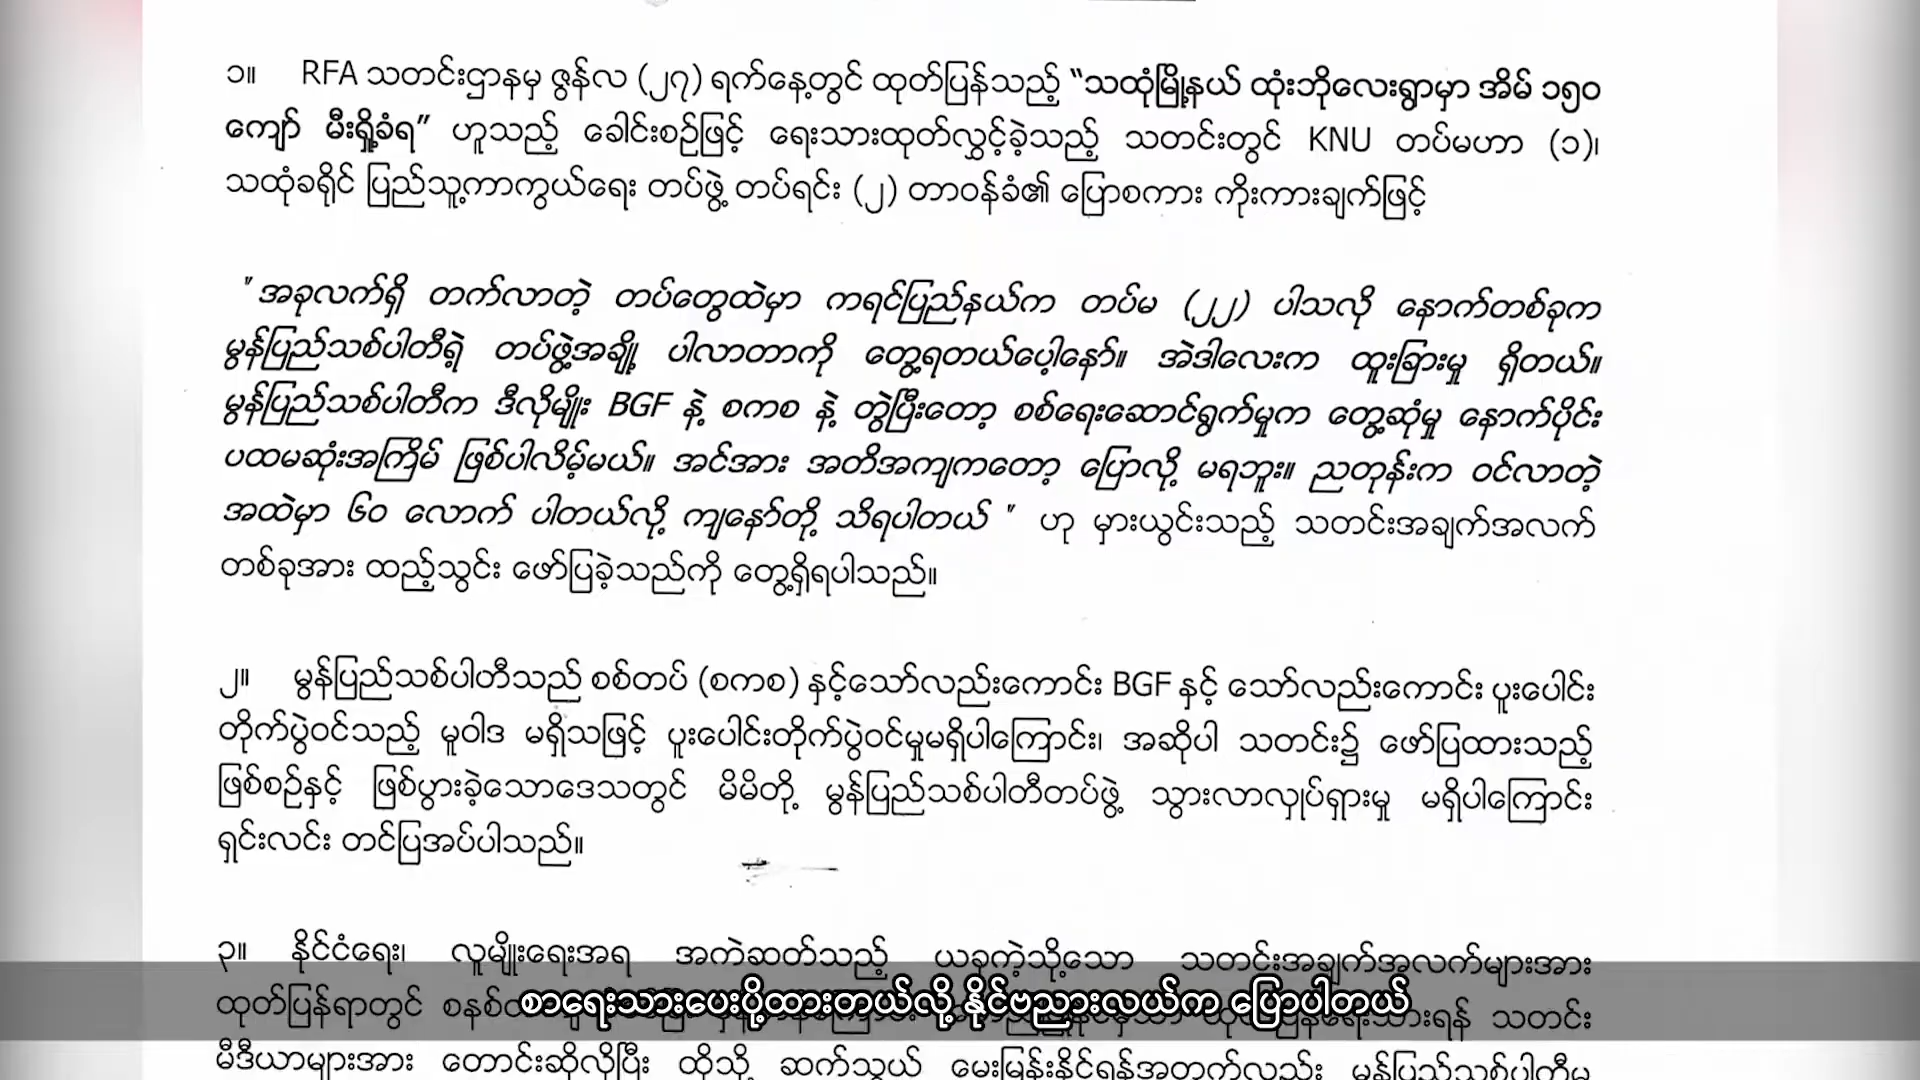 ၁။ RFA သတင်းဌာနမှ ဇွန်လ (၂၇) ရက်နေ့တွင် ထုတ်ပြန်သည့် “သထုံမြို့နယ် ထုံးဘိုလေးရွာမှာ အိမ် ၁၅၀
ကျော် မီးရှို့ခံရ” ဟူသည့် ခေါင်းစဉ်ဖြင့် ရေးသားထုတ်လွှင့်ခဲ့သည့် သတင်းတွင် KNU တပ်မဟာ (၁)၊
သထုံခရိုင် ပြည်သူ့ကာကွယ်ရေး တပ်ဖွဲ့ တပ်ရင်း (၂) တာဝန်ခံ၏ ပြောစကား ကိုးကားချက်ဖြင့်
"အခုလက်ရှိ တက်လာတဲ့ တပ်တွေထဲမှာ ကရင်ပြည်နယ်က တပ်မ (၂၂) ပါသလို နောက်တစ်ခုက
မွန်ပြည်သစ်ပါတီရဲ့ တပ်ဖွဲ့အချို့ ပါလာတာကို တွေ့ရတယ်ပေါ့နော်။ အဲဒါလေးက ထူးခြားမှု ရှိတယ်။
မွန်ပြည်သစ်ပါတီက ဒီလိုမျိုး BGF နဲ့ စကစ နဲ့ တွဲပြီးတော့ စစ်ရေးဆောင်ရွက်မှုက တွေ့ဆုံမှု နောက်ပိုင်း
ပထမဆုံးအကြိမ် ဖြစ်ပါလိမ့်မယ်။ အင်အား အတိအကျကတော့ ပြောလို့ မရဘူး။ ညတုန်းက ဝင်လာတဲ့
အထဲမှာ ၆၀ လောက် ပါတယ်လို့ ကျနော်တို့ သိရပါတယ် " ဟု မှားယွင်းသည့် သတင်းအချက်အလက်
တစ်ခုအား ထည့်သွင်း ဖော်ပြခဲ့သည်ကို တွေ့ရှိရပါသည်။
၂။ မွန်ပြည်သစ်ပါတီသည် စစ်တပ် (စကစ) နှင့်သော်လည်းကောင်း BGF နှင့် သော်လည်းကောင်း ပူးပေါင်း
တိုက်ပွဲဝင်သည့် မူဝါဒ မရှိသဖြင့် ပူးပေါင်းတိုက်ပွဲဝင်မှုမရှိပါကြောင်း၊ အဆိုပါ သတင်း၌ ဖော်ပြထားသည့်
ဖြစ်စဉ်နှင့် ဖြစ်ပွားခဲ့သောဒေသတွင် မိမိတို့ မွန်ပြည်သစ်ပါတီတပ်ဖွဲ့ သွားလာလှုပ်ရှားမှု မရှိပါကြောင်း
ရှင်းလင်း တင်ပြအပ်ပါသည်။
၃။ နိုင်ငံရေး၊ လူမျိုးရေးအရ အကဲဆတ်သည့် ယခုကဲ့သို့သော သတင်းအချက်အလက်များအား
ထုတ်ပြန်ရာတွင် သတင်း
စာရေးသားပေးပို့ထားတယ်လို့ နိုင်ဗညားလယ်က ပြောပါတယ်
မီဒီယာများအား တောင်းဆိုလိုပြီး ထိုသို့ ဆက်သွယ် မေးမြန်းနိုင်ရန်အတွက်လည်း